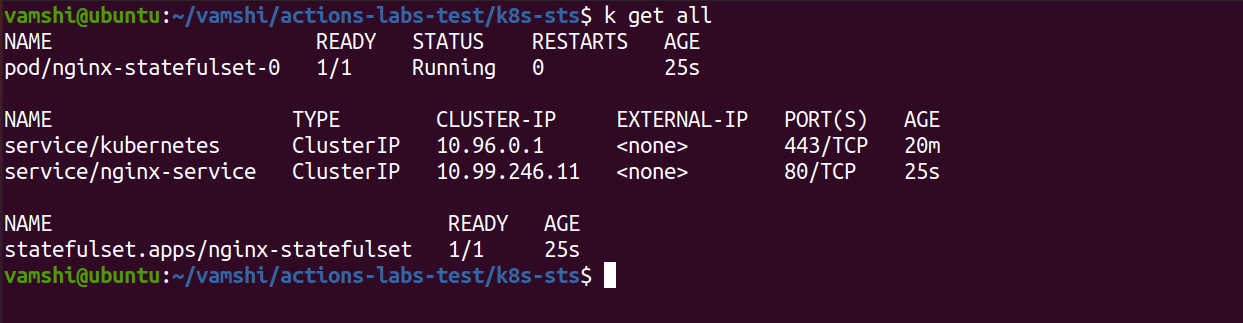 vamshi@ubuntu:~/vamshi/actions-labs-test/k8s-sts$ k get all
NAME                      READY   STATUS    RESTARTS   AGE
pod/nginx-statefulset-0   1/1     Running   0          25s

NAME                    TYPE        CLUSTER-IP     EXTERNAL-IP   PORT(S)   AGE
service/kubernetes      ClusterIP   10.96.0.1      <none>        443/TCP   20m
service/nginx-service   ClusterIP   10.99.246.11   <none>        80/TCP    25s

NAME                                 READY   AGE
statefulset.apps/nginx-statefulset   1/1     25s
vamshi@ubuntu:~/vamshi/actions-labs-test/k8s-sts$